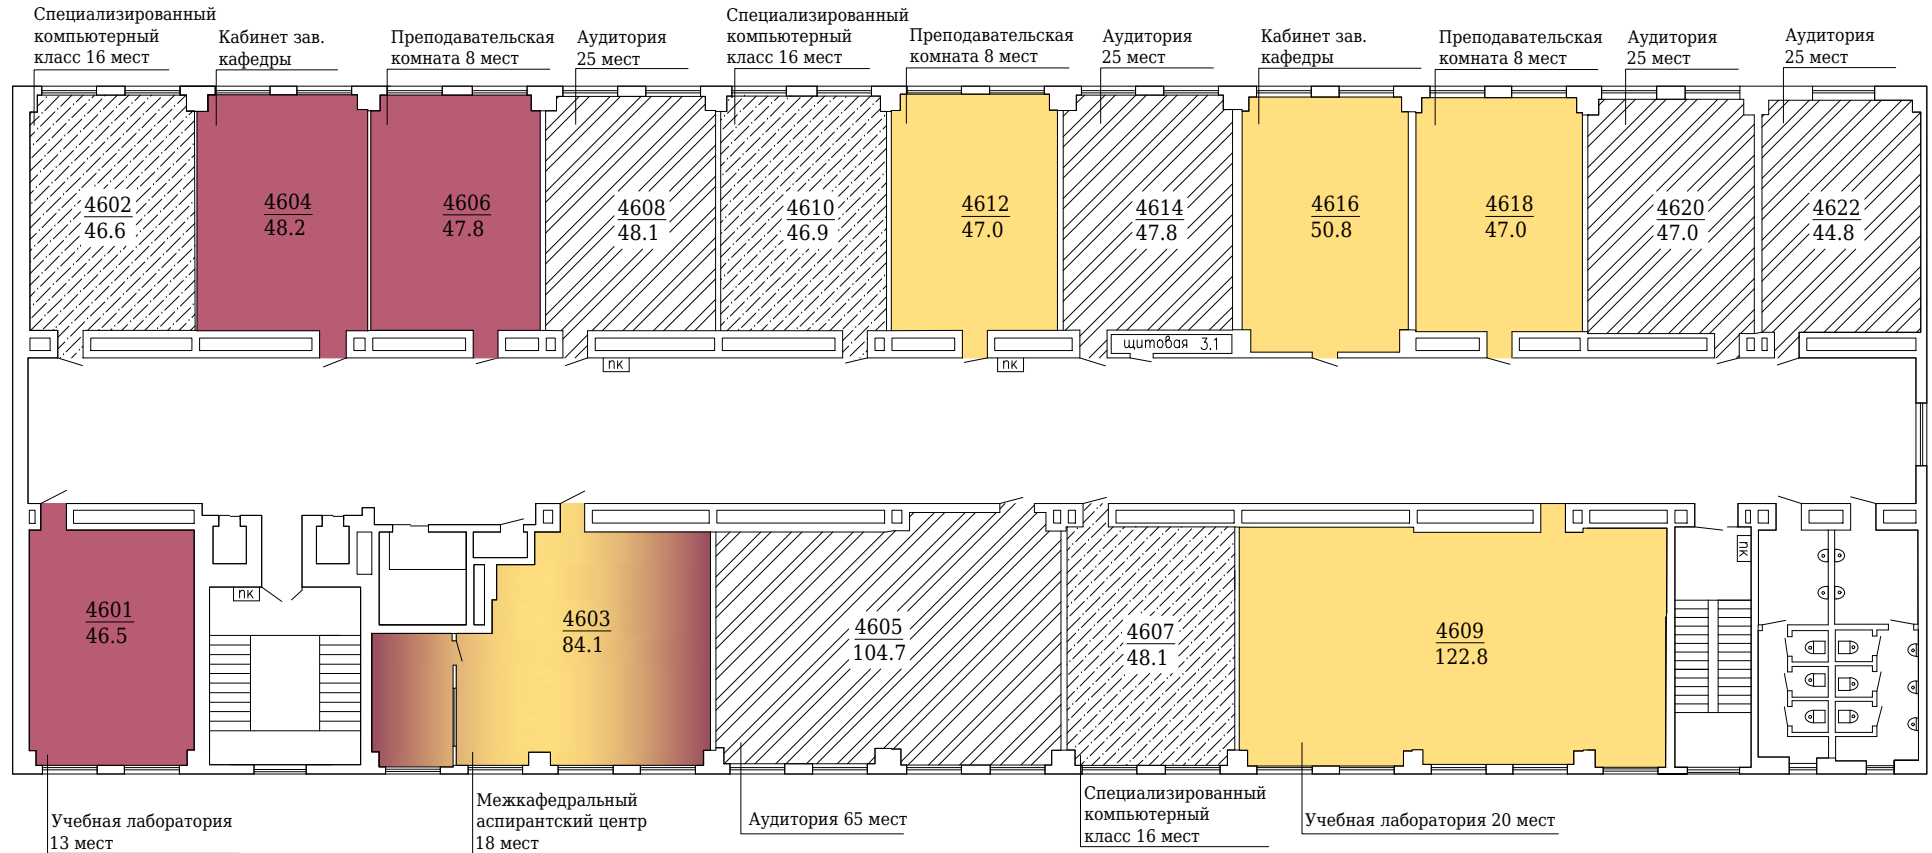 Специализированный
компьютерный
класс 16 мест
Кабинет зав.
кафедры
Преподавательская
комната 8 мест
Аудитория
25 мест
Специализированный
компьютерный
класс 16 мест
Преподавательская
комната 8 мест
Аудитория
25 мест
Кабинет зав.
кафедры
Преподавательская
комната 8 мест
Аудитория
25 мест
Аудитория
25 мест
4602
46.6
4604
48.2
4606
47.8
4608
48.1
4610
46.9
4612
47.0
4614
47.8
4616
50.8
4618
47.0
4620
47.0
4622
44.8
щитовая 3.1
пк
пк
пк
пк
4601
46.5
4603
84.1
4605
104.7
4607
48.1
4609
122.8
Учебная лаборатория
13 мест
Межкафедральный
аспирантский центр
18 мест
Аудитория 65 мест
Специализированный
компьютерный
класс 16 мест
Учебная лаборатория 20 мест